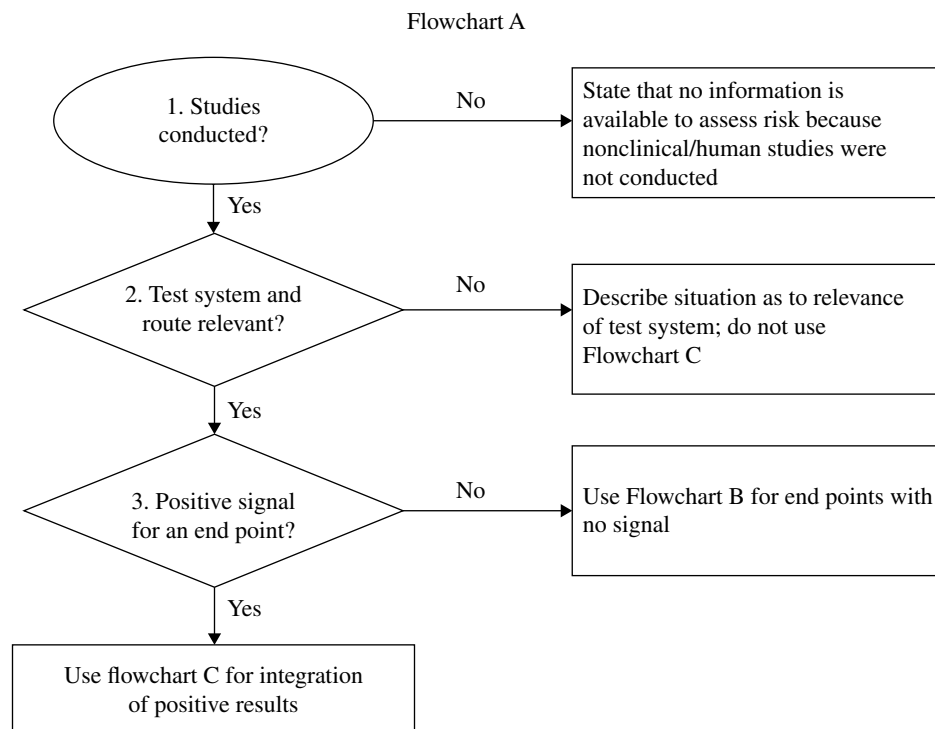 Flowchart A
1. Studies
conducted?
No
State that no information is
available to assess risk because
nonclinical/human studies were
not conducted
Yes
2. Test system and
route relevant?
No
Describe situation as to relevance
of test system; do not use
Flowchart C
Yes
3. Positive signal
for an end point?
No
Use Flowchart B for end points with
no signal
Yes
Use flowchart C for integration
of positive results